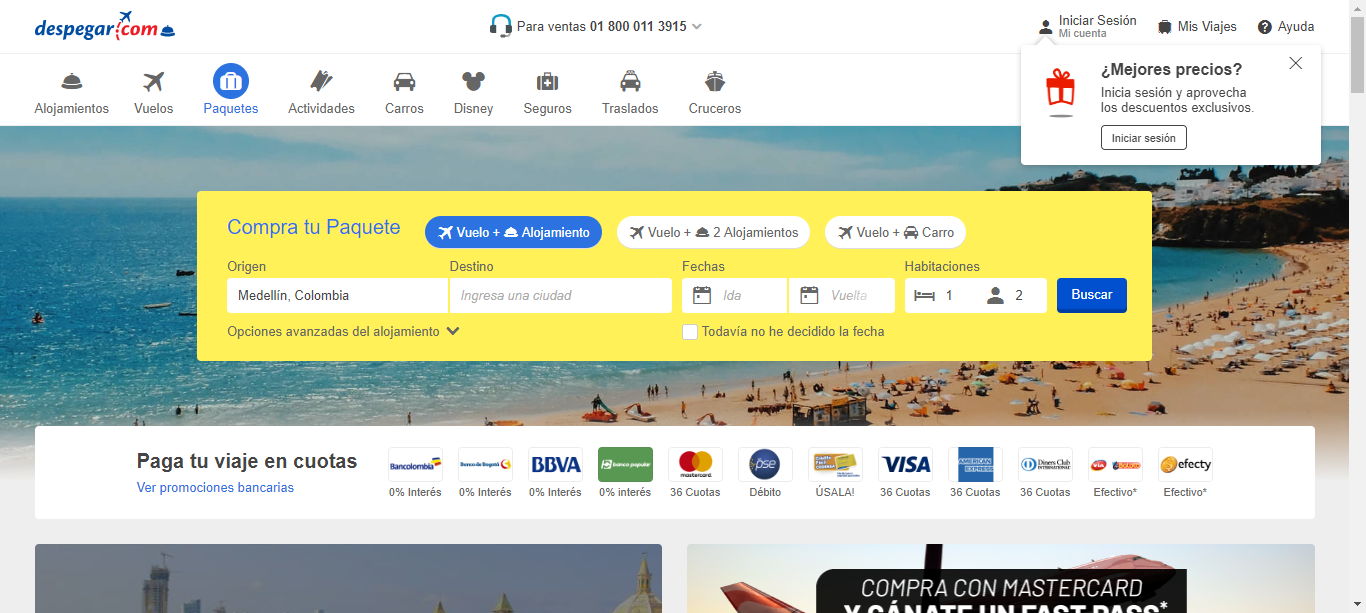 despegar.com
Para ventas 01 800 011 3915
Iniciar Sesión
Mi cuenta
Mis Viajes
Ayuda
Alojamientos
Vuelos
Paquetes
Actividades
Carros
Disney
Seguros
Traslados
Cruceros
¿Mejores precios?
Inicia sesión y aprovecha
los descuentos exclusivos.
Iniciar sesión
Compra tu Paquete
Vuelo + Alojamiento
Vuelo + 2 Alojamientos
Vuelo + Carro
Origen
Destino
Fechas
Habitaciones
Medellín, Colombia
Ingresa una ciudad
Ida
Vuelta
1
2
Buscar
Opciones avanzadas del alojamiento
Todavía no he decidido la fecha
Paga tu viaje en cuotas
Ver promociones bancarias
Bancolombia
Banco de Bogotá
BBVA
banco popular
mastercard
pse
VISA
AMERICAN EXPRESS
Diners Club INTERNATIONAL
via baloto
efecty
0% Interés
0% Interés
0% Interés
0% interés
36 Cuotas
Débito
ÚSALA!
36 Cuotas
36 Cuotas
36 Cuotas
Efectivo*
Efectivo*
COMPRA CON MASTERCARD
Y GÁNATE UN FAST PASS*